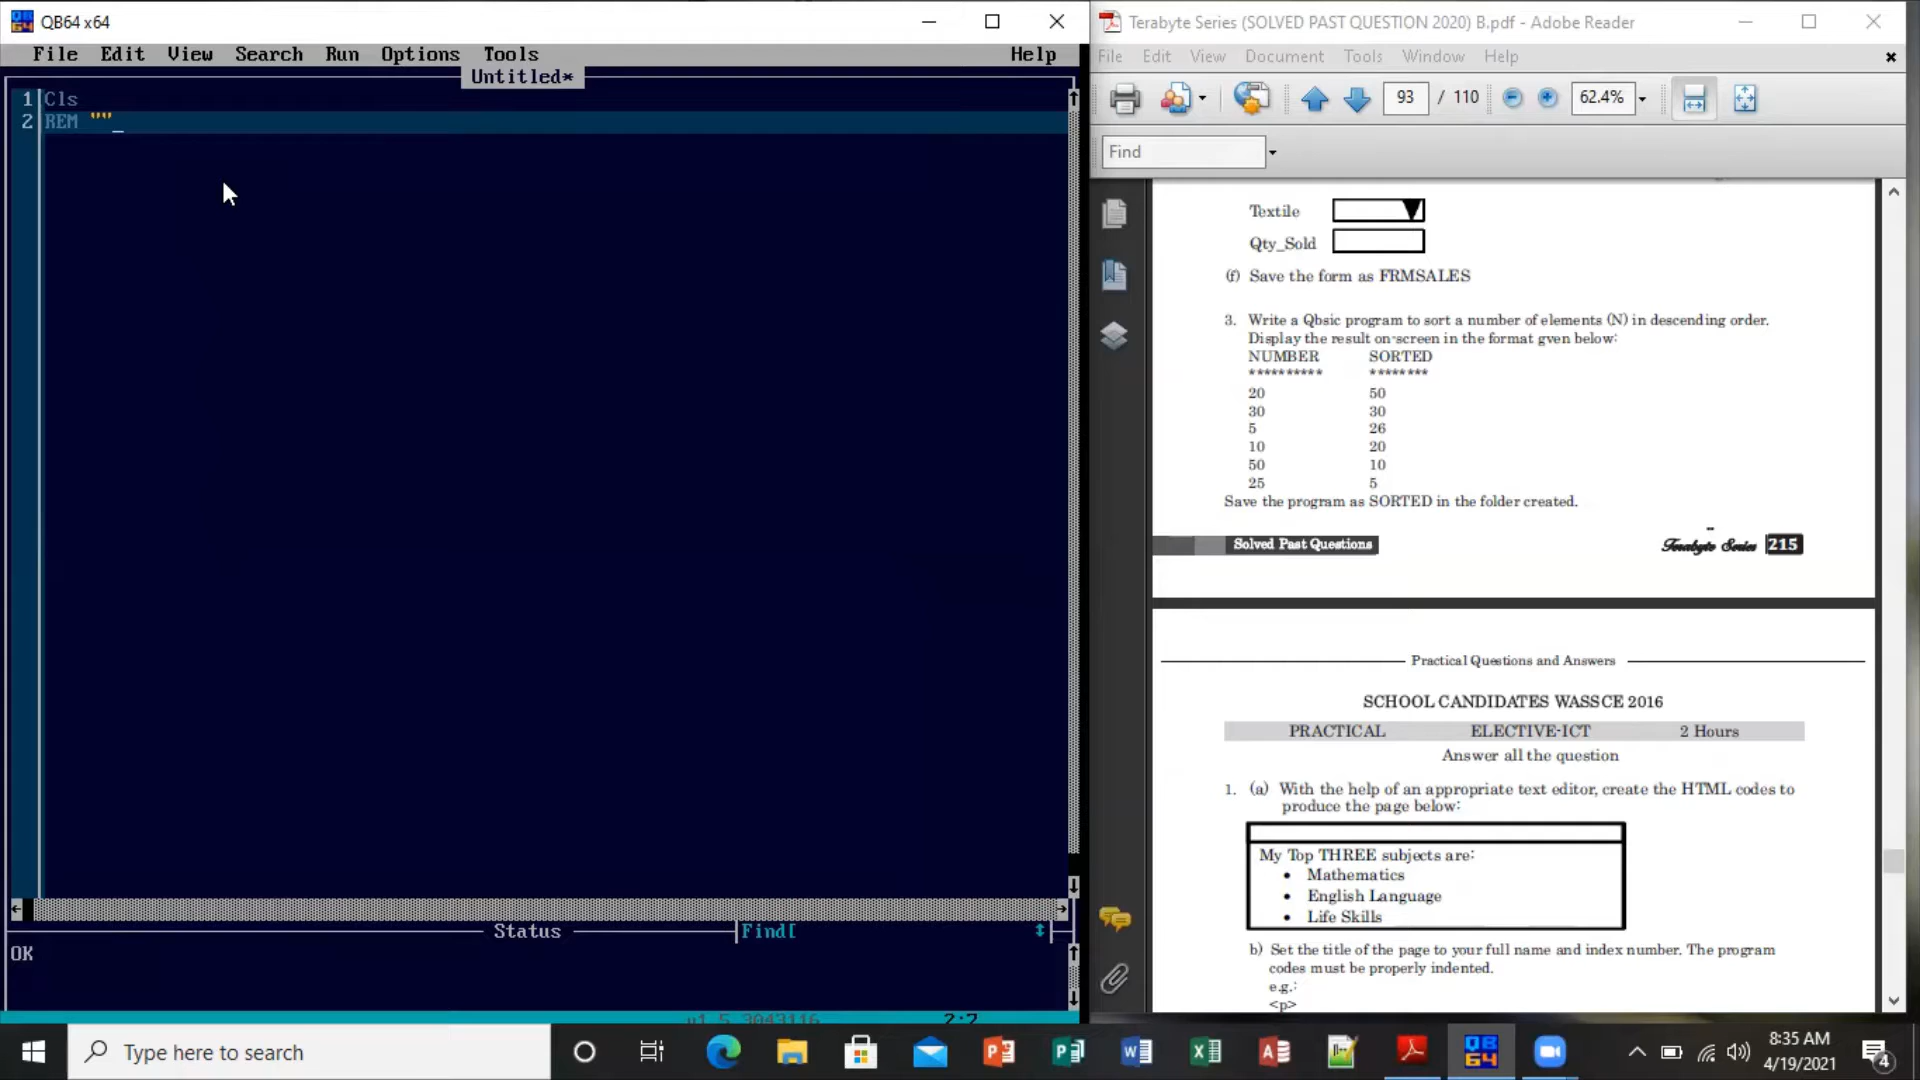 QB64 x64
File Edit View Search Run Options Tools Help
Untitled*
1 Cls
2 REM ""_
Status
Find[
OK
2:7
Terabyte Series (SOLVED PAST QUESTION 2020) B.pdf - Adobe Reader
File Edit View Document Tools Window Help
93 / 110 62.4%
Find
Textile
Qty_Sold
(f) Save the form as FRMSALES
3. Write a Qbsic program to sort a number of elements (N) in descending order.
Display the result on-screen in the format gven below:
NUMBER SORTED
********** ********
20 50
30 30
5 26
10 20
50 10
25 5
Save the program as SORTED in the folder created.
Solved Past Questions Terabyte Series 215
Practical Questions and Answers
SCHOOL CANDIDATES WASSCE 2016
PRACTICAL ELECTIVE-ICT 2 Hours
Answer all the question
1. (a) With the help of an appropriate text editor, create the HTML codes to
produce the page below:
My Top THREE subjects are:
• Mathematics
• English Language
• Life Skills
b) Set the title of the page to your full name and index number. The program
codes must be properly indented.
e.g.:
<p>
Type here to search
8:35 AM
4/19/2021
4